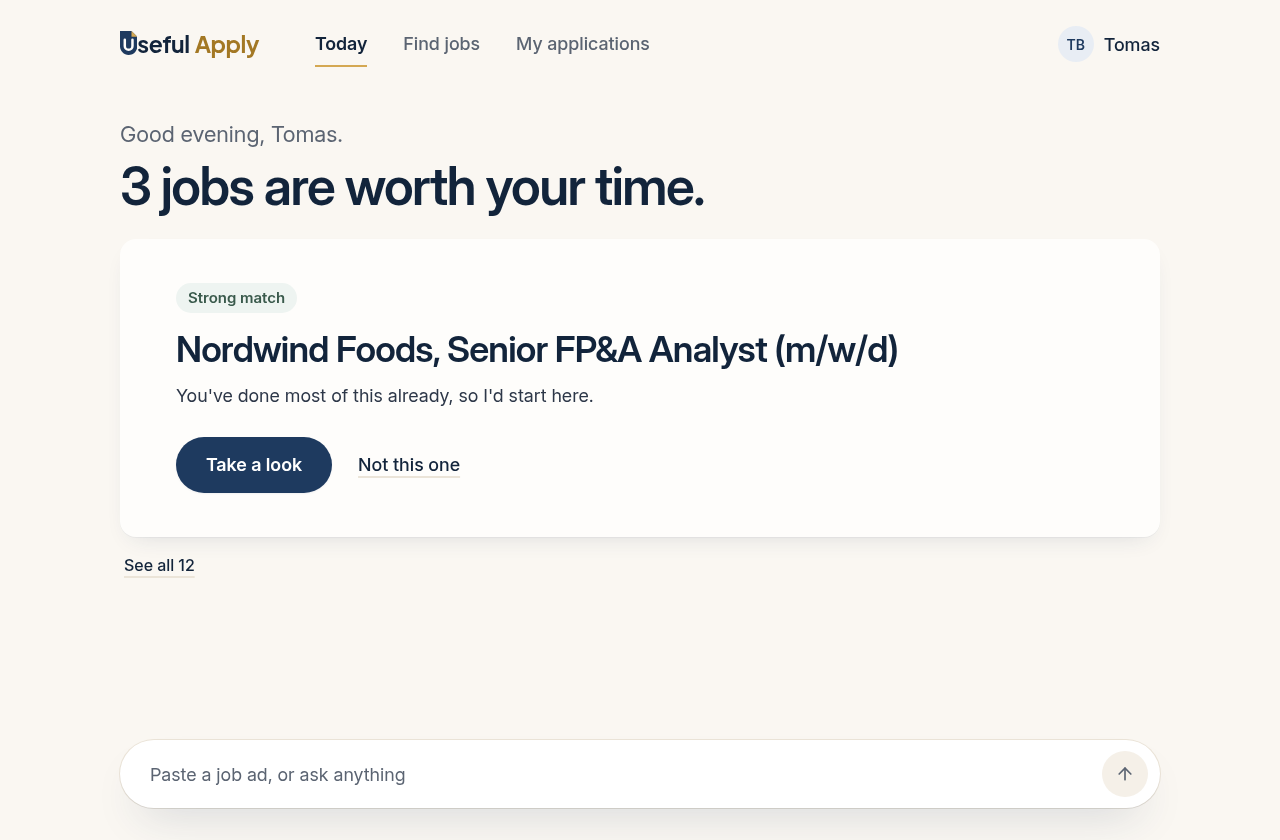 Useful Apply
Today
Find jobs
My applications
TB
Tomas
Good evening, Tomas.
3 jobs are worth your time.
Strong match
Nordwind Foods, Senior FP&A Analyst (m/w/d)
You've done most of this already, so I'd start here.
Take a look
Not this one
See all 12
Paste a job ad, or ask anything